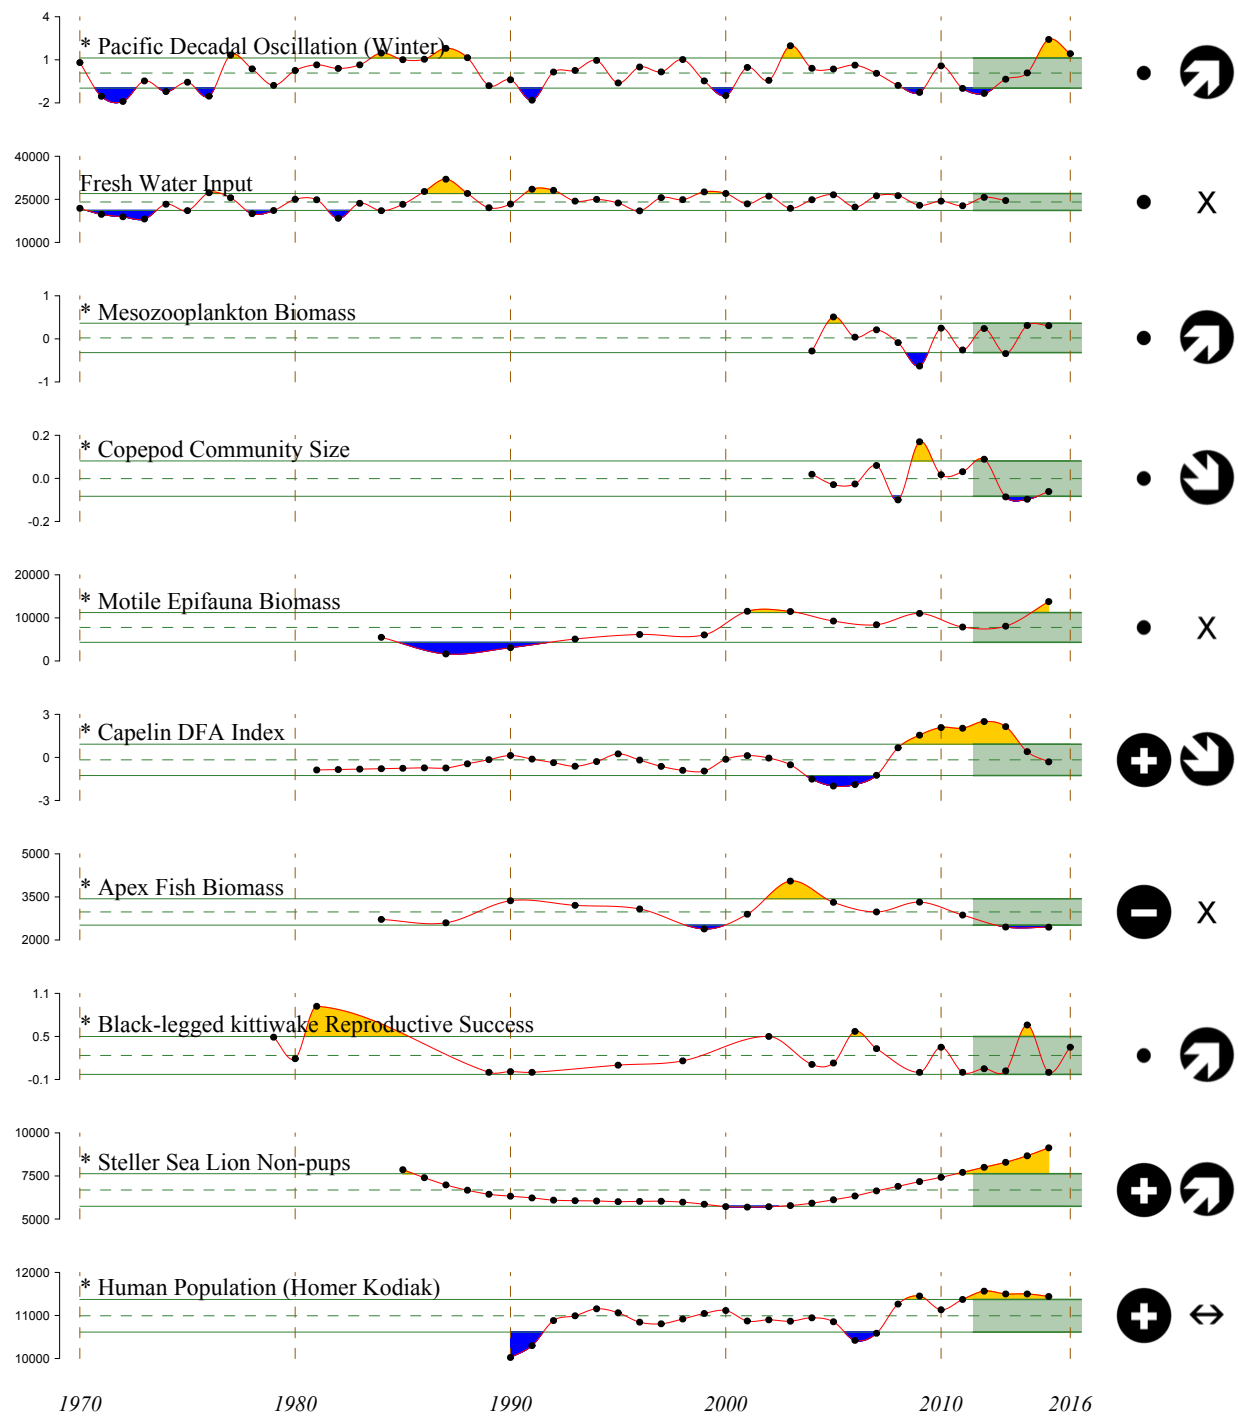 4
1
-2
* Pacific Decadal Oscillation (Winter)
40000
25000
10000
Fresh Water Input
X
1
0
-1
* Mesozooplankton Biomass
0.2
0.0
-0.2
* Copepod Community Size
20000
10000
0
* Motile Epifauna Biomass
X
3
0
-3
* Capelin DFA Index
5000
3500
2000
* Apex Fish Biomass
X
1.1
0.5
-0.1
* Black-legged kittiwake Reproductive Success
10000
7500
5000
* Steller Sea Lion Non-pups
12000
11000
10000
* Human Population (Homer Kodiak)
1970 1980 1990 2000 2010 2016